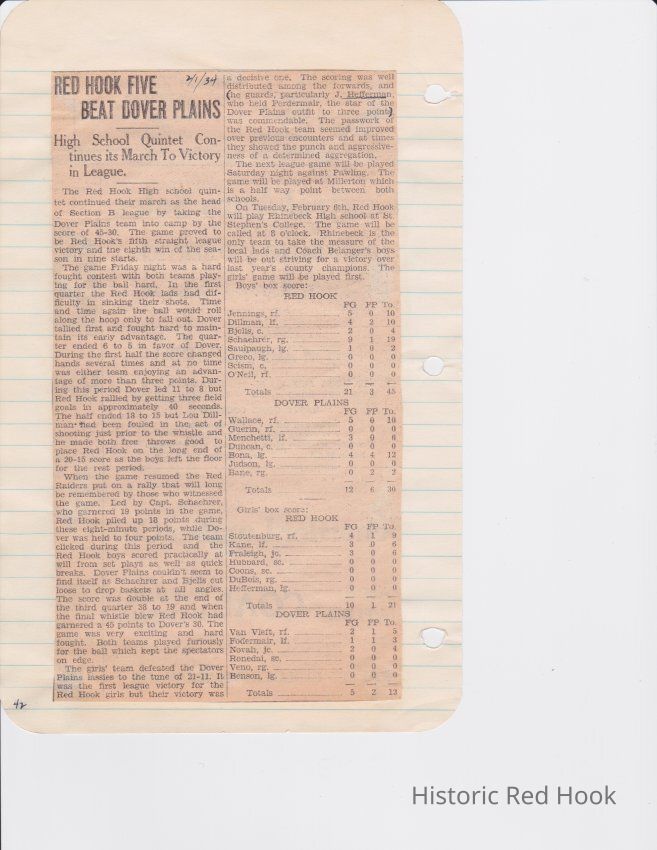 RED HOOK FIVE
BEAT DOVER PLAINS
2/1/34
High School Quintet Con-
tinues its March To Victory
in League.
The Red Hook High school quin-
tet continued their march as the head
of Section B league by taking the
Dover Plains team into camp by the
score of 45-30. The game proved to
be Red Hook's fifth straight league
victory and the eighth win of the sea-
son in nine starts.
The game Friday night was a hard
fought contest with both teams play-
ing for the ball hard. In the first
quarter the Red Hook lads had dif-
ficulty in sinking their shots. Time
and time again the ball would roll
along the hoop only to fall out. Dover
tallied first and fought hard to main-
tain its early advantage. The quar-
ter ended 6 to 5 in favor of Dover.
During the first half the score changed
hands several times and at no time
was either team enjoying an advan-
tage of more than three points. Dur-
ing this period Dover led 11 to 8 but
Red Hook rallied by getting three field
goals in approximately 40 seconds.
The half ended 18 to 15 but Lou Dill-
man had been fouled in the act of
shooting just prior to the whistle and
he made both free throws good to
place Red Hook on the long end of
a 20-15 score as the boys left the floor
for the rest period.
When the game resumed the Red
Raiders put on a rally that will long
be remembered by those who witnessed
the game. Led by Capt. Schaehrer,
who garnered 19 points in the game,
Red Hook piled up 18 points during
these eight-minute periods, while Do-
ver was held to four points. The team
clicked during this period and the
Red Hook boys scored practically at
will from set plays as well as quick
breaks. Dover Plains couldn't seem to
find itself as Schaehrer and Bjells cut
loose to drop baskets at all angles.
The score was double at the end of
the third quarter 38 to 19 and when
the final whistle blew Red Hook had
garnered a 45 points to Dover's 30. The
game was very exciting and hard
fought. Both teams played furiously
for the ball which kept the spectators
on edge.
The girls' team defeated the Dover
Plains lassies to the tune of 21-11. It
was the first league victory for the
Red Hook girls but their victory was
a decisive one. The scoring was well
distributed among the forwards, and
(the guards, particularly J. Hefferman,
who held Fordermair, the star of the
Dover Plains outfit to three points)
was commendable. The passwork of
the Red Hook team seemed improved
over previous encounters and at times
they showed the punch and aggressive-
ness of a determined aggregation.
The next league game will be played
Saturday night against Pawling. The
game will be played at Millerton which
is a half way point between both
schools.
On Tuesday, February 6th, Red Hook
will play Rhinebeck High school at St.
Stephen's College. The game will be
called at 8 o'clock. Rhinebeck is the
only team to take the measure of the
local lads and Coach Belanger's boys
will be out striving for a victory over
last year's county champions. The
girls' game will be played first.
Boys' box score:
RED HOOK
FG FP To.
Jennings, rf. 5 0 10
Dillman, lf. 4 2 10
Bjells, c. 2 0 4
Schaehrer, rg. 9 1 19
Saulpaugh, lg. 1 0 2
Greco, lg. 0 0 0
Scism, c. 0 0 0
O'Neil, rf. 0 0 0
Totals 21 3 45
DOVER PLAINS
FG FP To.
Wallace, rf. 5 0 10
Guerin, rf. 0 0 0
Menchetti, lf. 3 0 6
Duncan, c. 0 0 0
Bona, lg. 4 4 12
Judson, lg. 0 0 0
Bane, rg. 0 2 2
Totals 12 6 30
Girls' box score:
RED HOOK
FG FP To.
Stoutenburg, rf. 4 1 9
Kane, lf. 3 0 6
Fraleigh, jc. 3 0 6
Hubbard, sc. 0 0 0
Coons, sc. 0 0 0
DuBois, rg. 0 0 0
Hefferman, lg. 0 0 0
Totals 10 1 21
DOVER PLAINS
FG FP To.
Van Vleft, rf. 2 1 5
Fodermair, lf. 1 1 3
Novah, jc. 2 0 4
Ronedai, sc. 0 0 0
Veno, rg. 0 0 0
Benson, lg. 0 0 0
Totals 5 2 12
42
Historic Red Hook